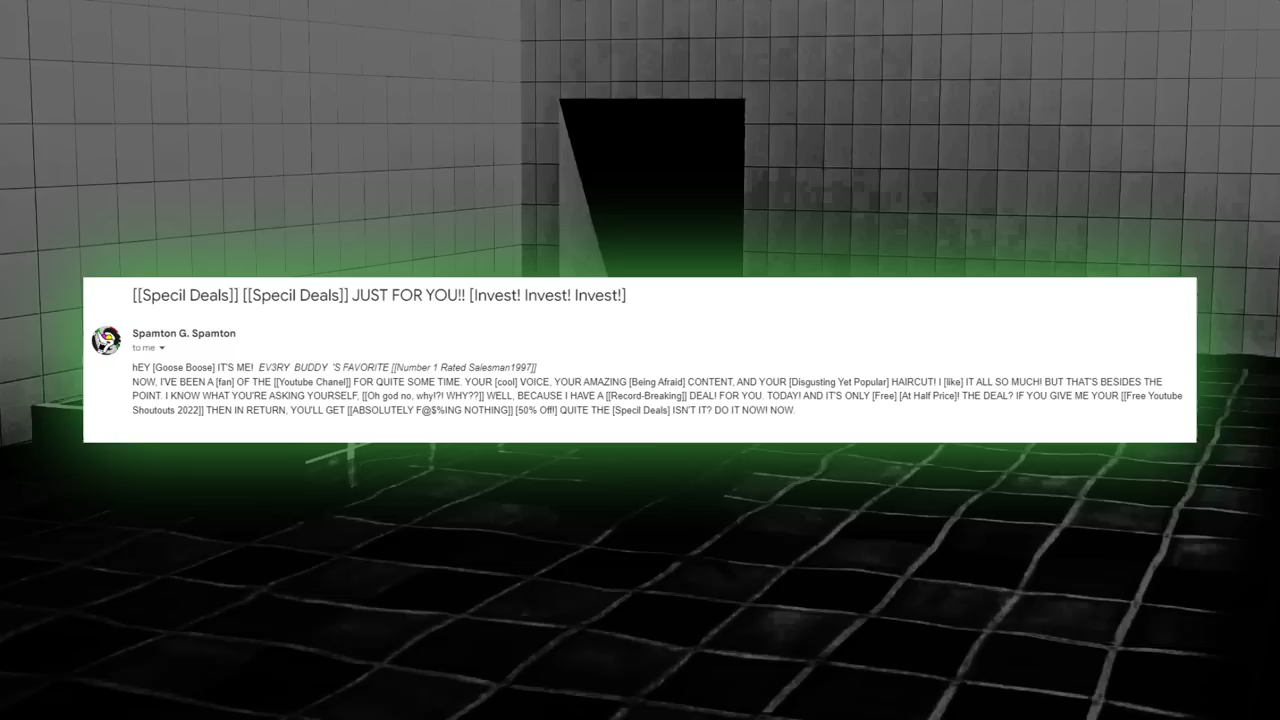 [[Specil Deals]] [[Specil Deals]] JUST FOR YOU!! [Invest! Invest! Invest!]
Spamton G. Spamton
to me
hEY [Goose Boose] IT'S ME! EV3RY BUDDY 'S FAVORITE [[Number 1 Rated Salesman1997]]
NOW, I'VE BEEN A [fan] OF THE [[Youtube Chanel]] FOR QUITE SOME TIME. YOUR [cool] VOICE, YOUR AMAZING [Being Afraid] CONTENT, AND YOUR [Disgusting Yet Popular] HAIRCUT! I [like] IT ALL SO MUCH! BUT THAT'S BESIDES THE
POINT. I KNOW WHAT YOU'RE ASKING YOURSELF, [[Oh god no, why!?! WHY??]] WELL, BECAUSE I HAVE A [[Record-Breaking]] DEAL! FOR YOU. TODAY! AND IT'S ONLY [Free] [At Half Price]! THE DEAL? IF YOU GIVE ME YOUR [[Free Youtube
Shoutouts 2022]] THEN IN RETURN, YOU'LL GET [[ABSOLUTELY F@$%ING NOTHING]] [50% Off!] QUITE THE [Specil Deals] ISN'T IT? DO IT NOW! NOW.